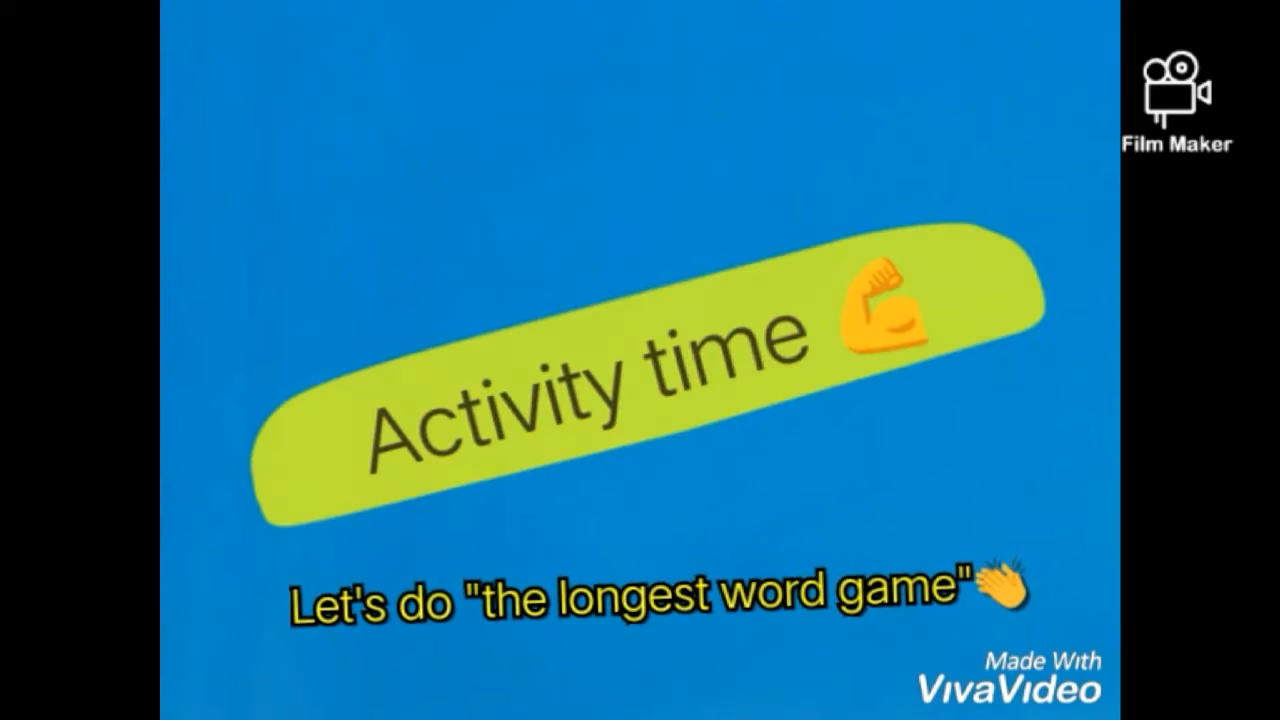 Film Maker
Activity time 💪
Let's do "the longest word game"👏
Made With
VivaVideo